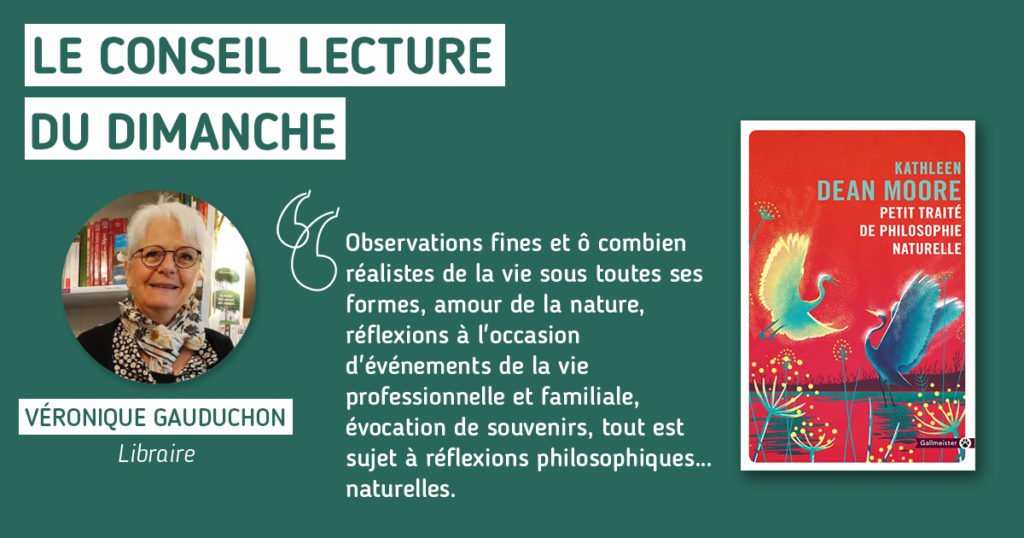 LE CONSEIL LECTURE
DU DIMANCHE
VÉRONIQUE GAUDUCHON
Libraire
Observations fines et ô combien
réalistes de la vie sous toutes ses
formes, amour de la nature,
réflexions à l'occasion
d'événements de la vie
professionnelle et familiale,
évocation de souvenirs, tout est
sujet à réflexions philosophiques...
naturelles.
KATHLEEN
DEAN MOORE
PETIT TRAITÉ
DE PHILOSOPHIE
NATURELLE
Gallmeister